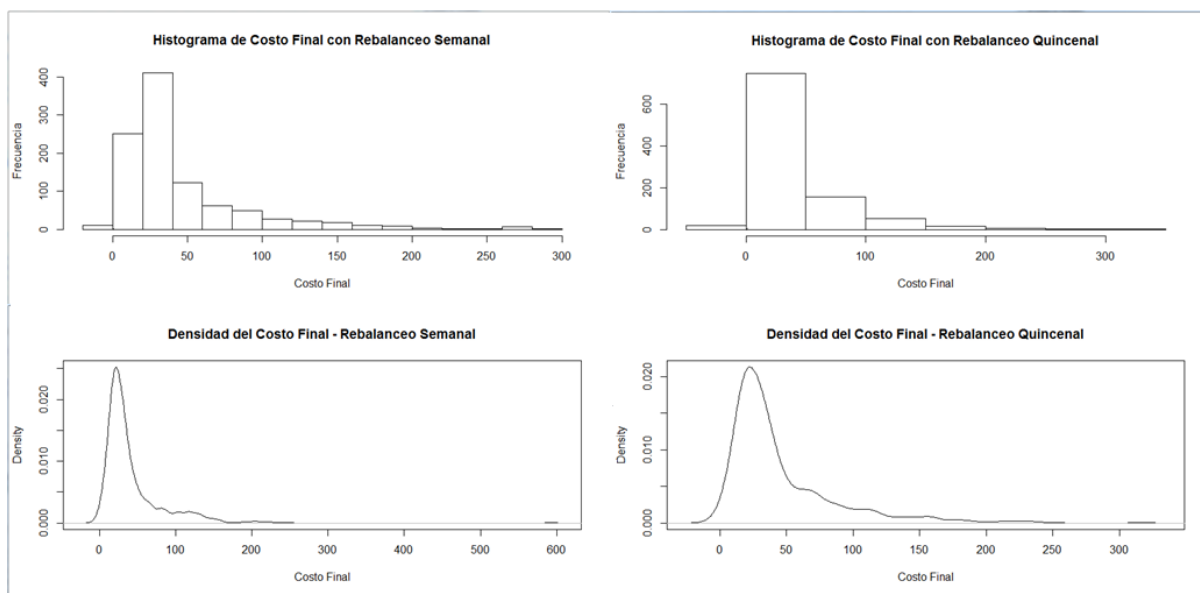 Histograma de Costo Final con Rebalanceo Semanal
Frecuencia
0 100 200 300 400
0 50 100 150 200 250 300
Costo Final
Histograma de Costo Final con Rebalanceo Quincenal
Frecuencia
0 200 400 600
0 100 200 300
Costo Final
Densidad del Costo Final - Rebalanceo Semanal
Density
0.000 0.010 0.020
0 100 200 300 400 500 600
Costo Final
Densidad del Costo Final - Rebalanceo Quincenal
Density
0.000 0.010 0.020
0 50 100 150 200 250 300
Costo Final